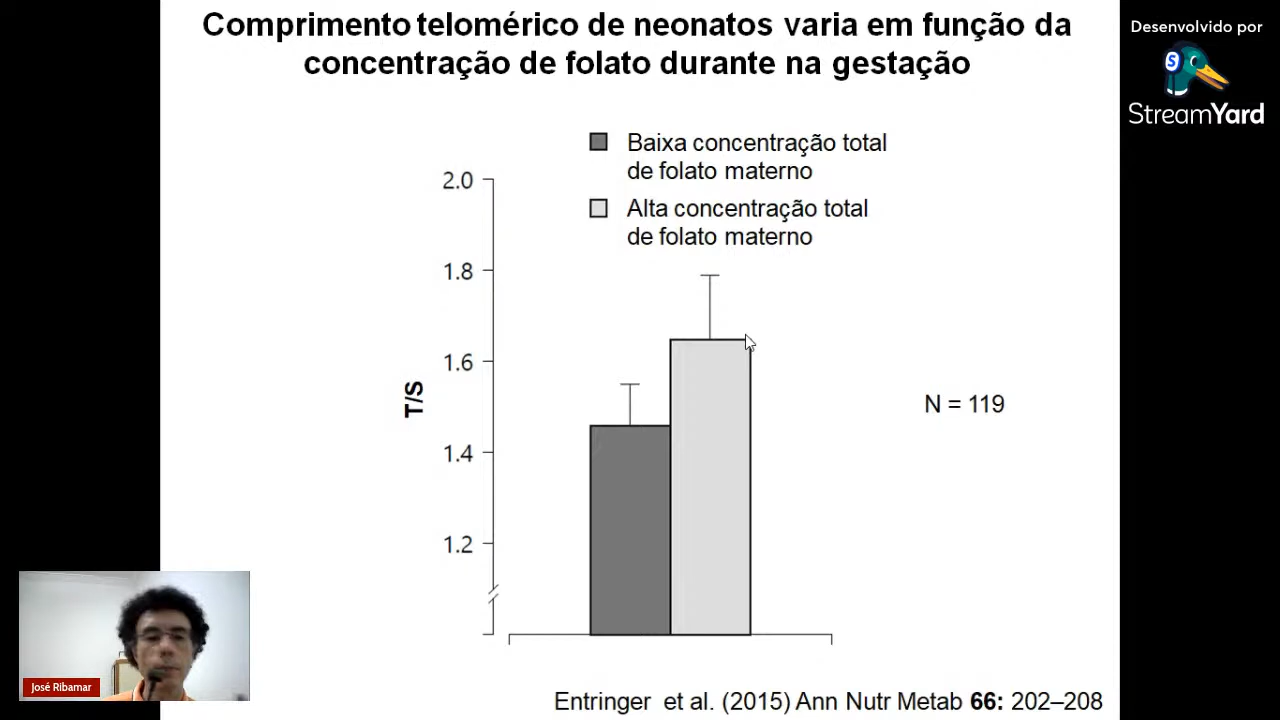 Comprimento telomérico de neonatos varia em função da
concentração de folato durante na gestação
Desenvolvido por
StreamYard
Baixa concentração total
de folato materno
Alta concentração total
de folato materno
2.0
1.8
1.6
1.4
1.2
T/S
N = 119
José Ribamar
Entringer et al. (2015) Ann Nutr Metab 66: 202–208